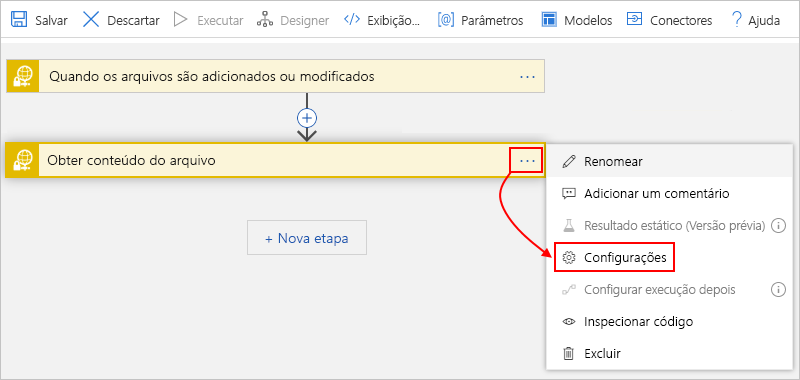 Salvar Descartar Executar Designer Exibição... Parâmetros Modelos Conectores Ajuda
Quando os arquivos são adicionados ou modificados
Obter conteúdo do arquivo
+ Nova etapa
Renomear
Adicionar um comentário
Resultado estático (Versão prévia)
Configurações
Configurar execução depois
Inspecionar código
Excluir